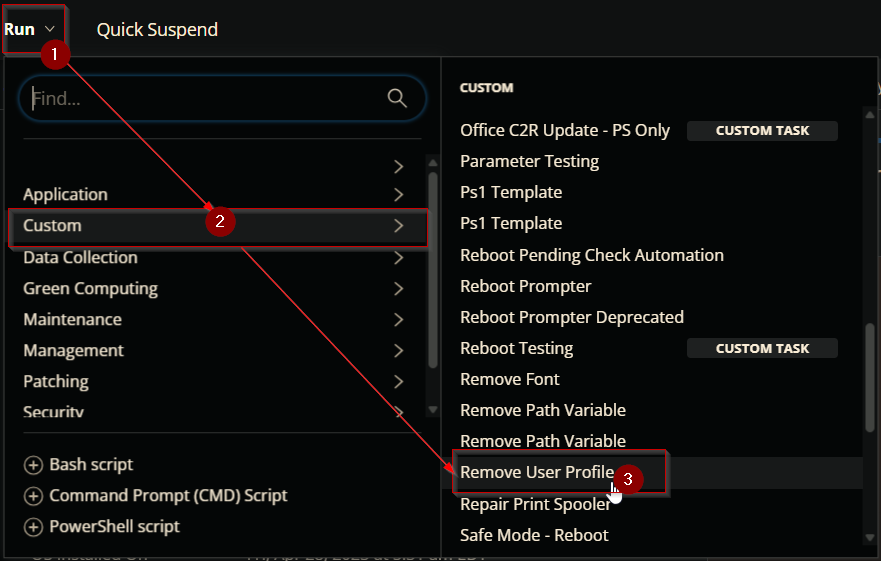 Run
Quick Suspend
1
Find...
Application
2
Custom
Data Collection
Green Computing
Maintenance
Management
Patching
Security
Bash script
Command Prompt (CMD) Script
PowerShell script
CUSTOM
Office C2R Update - PS Only CUSTOM TASK
Parameter Testing
Ps1 Template
Ps1 Template
Reboot Pending Check Automation
Reboot Prompter
Reboot Prompter Deprecated
Reboot Testing CUSTOM TASK
Remove Font
Remove Path Variable
Remove Path Variable
Remove User Profile 3
Repair Print Spooler
Safe Mode - Reboot